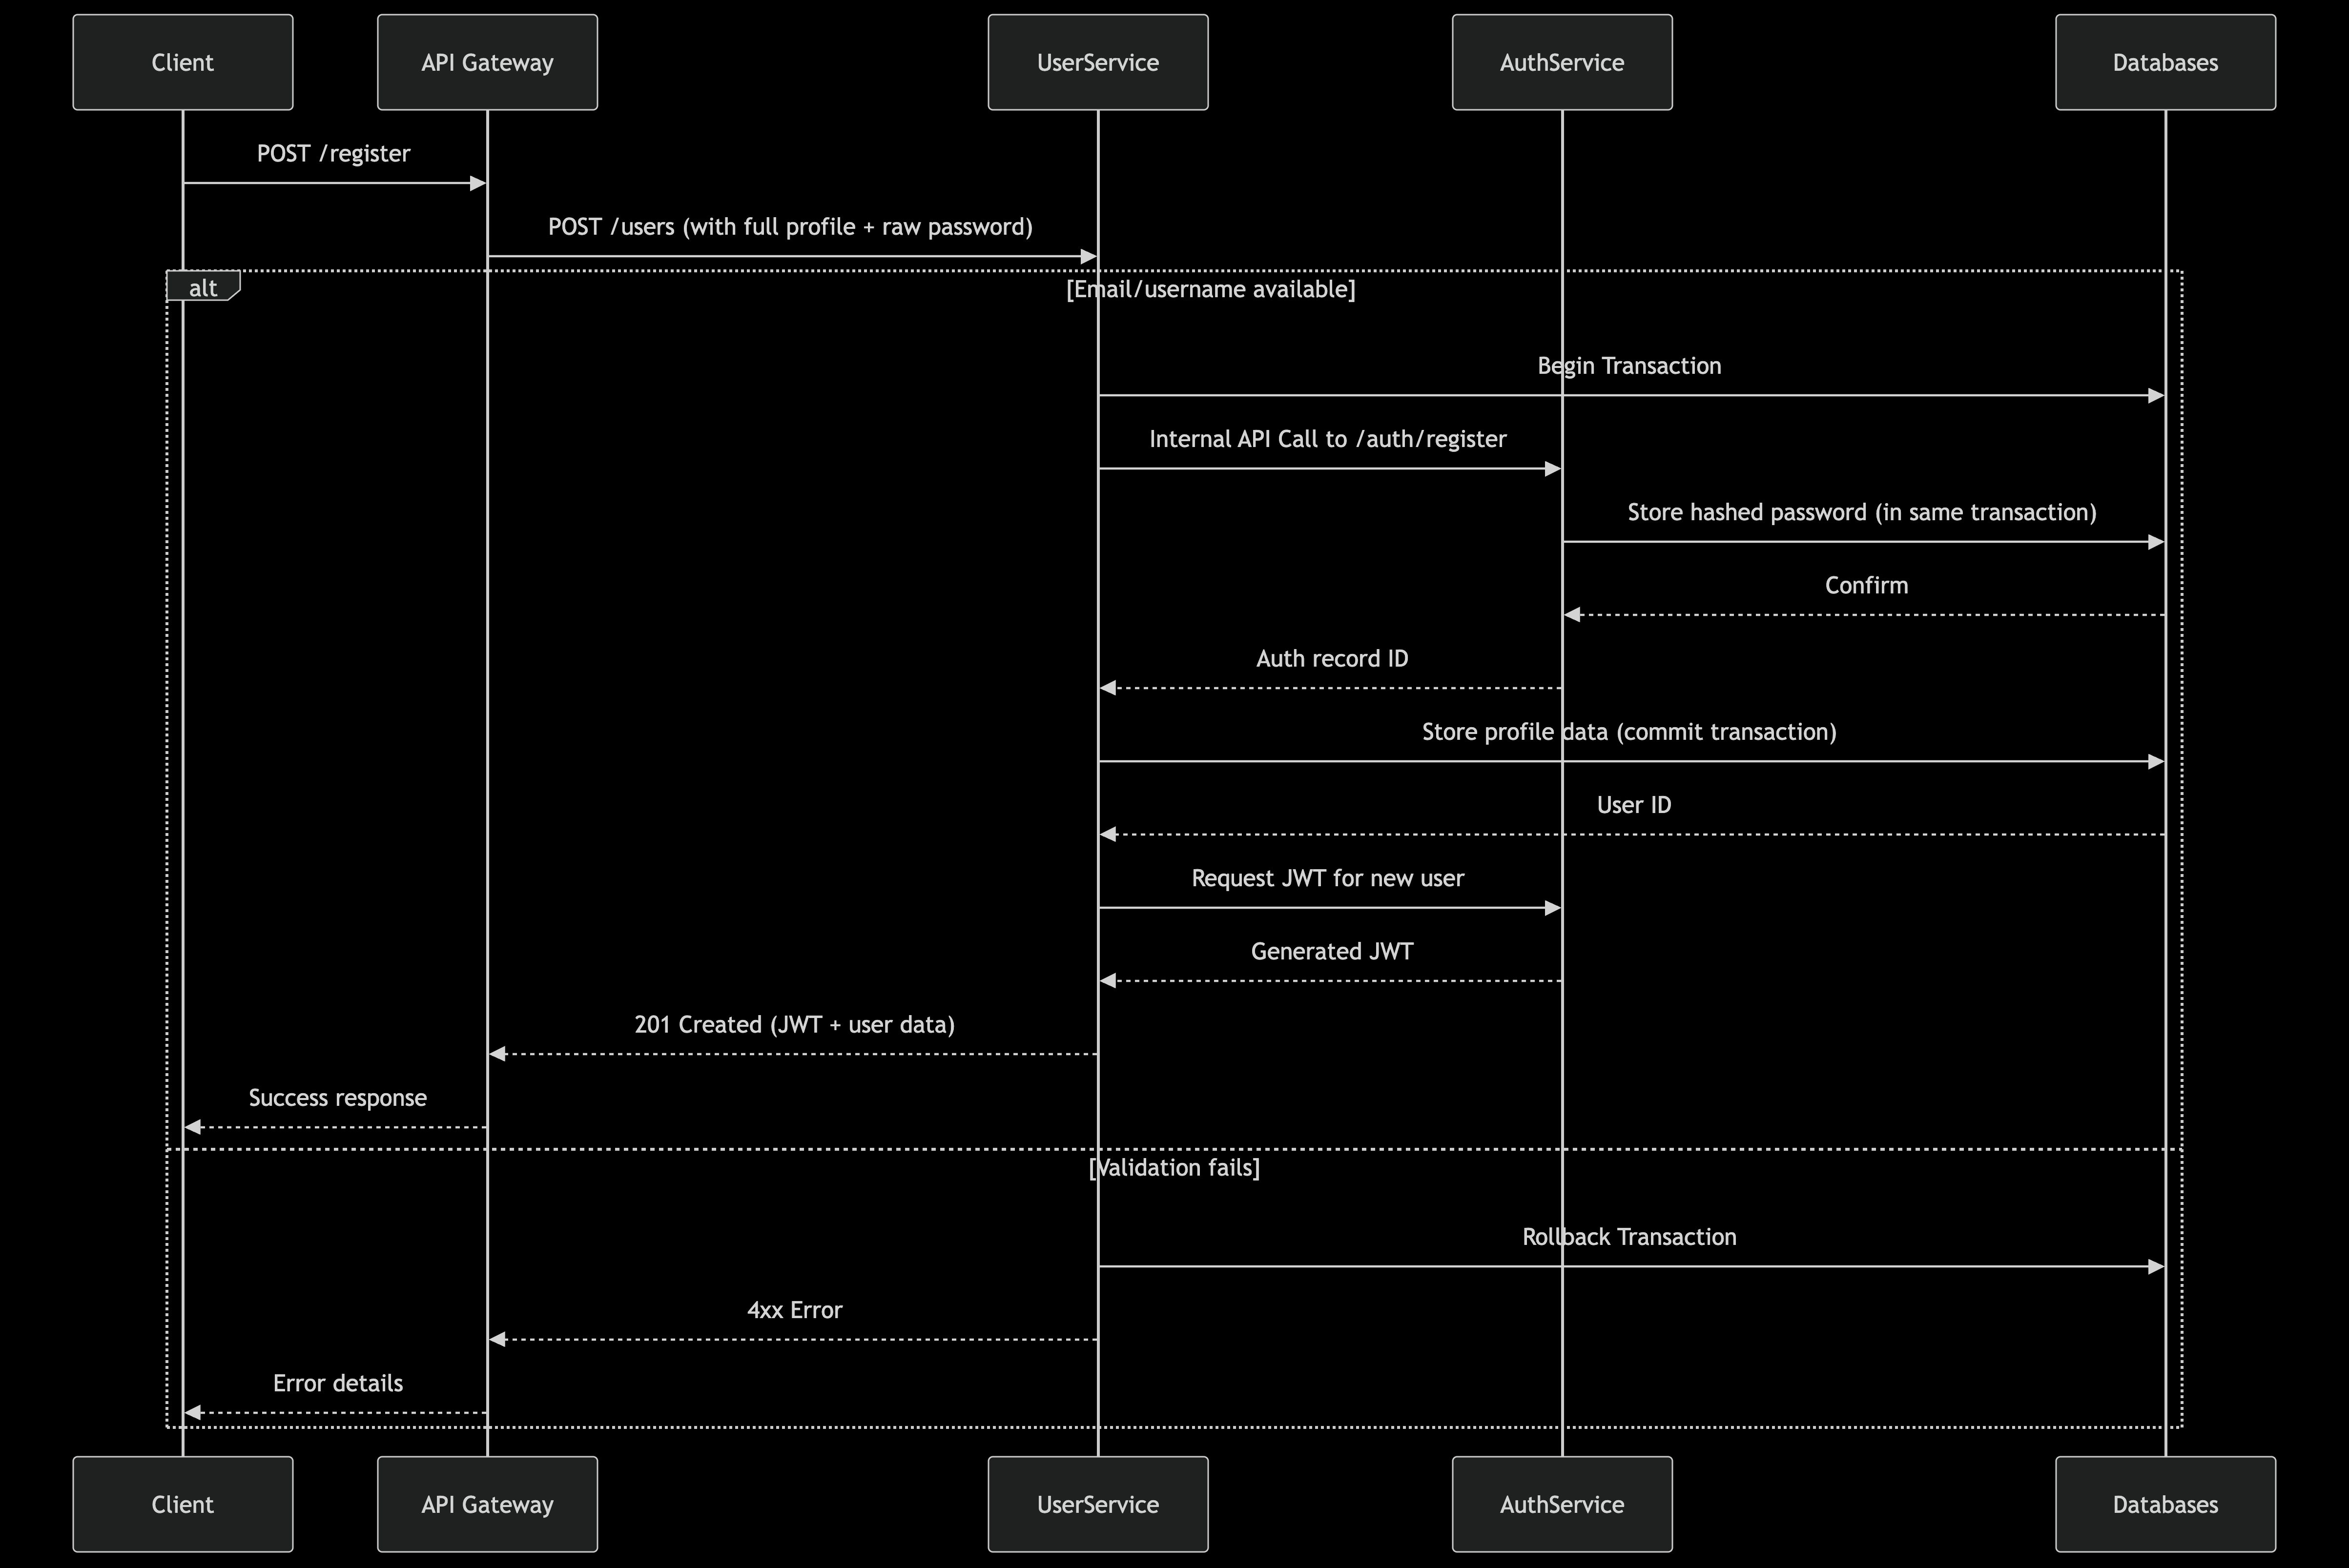 Client
API Gateway
UserService
AuthService
Databases
POST /register
POST /users (with full profile + raw password)
alt
[Email/username available]
Begin Transaction
Internal API Call to /auth/register
Store hashed password (in same transaction)
Confirm
Auth record ID
Store profile data (commit transaction)
User ID
Request JWT for new user
Generated JWT
201 Created (JWT + user data)
Success response
[Validation fails]
Rollback Transaction
4xx Error
Error details
Client
API Gateway
UserService
AuthService
Databases